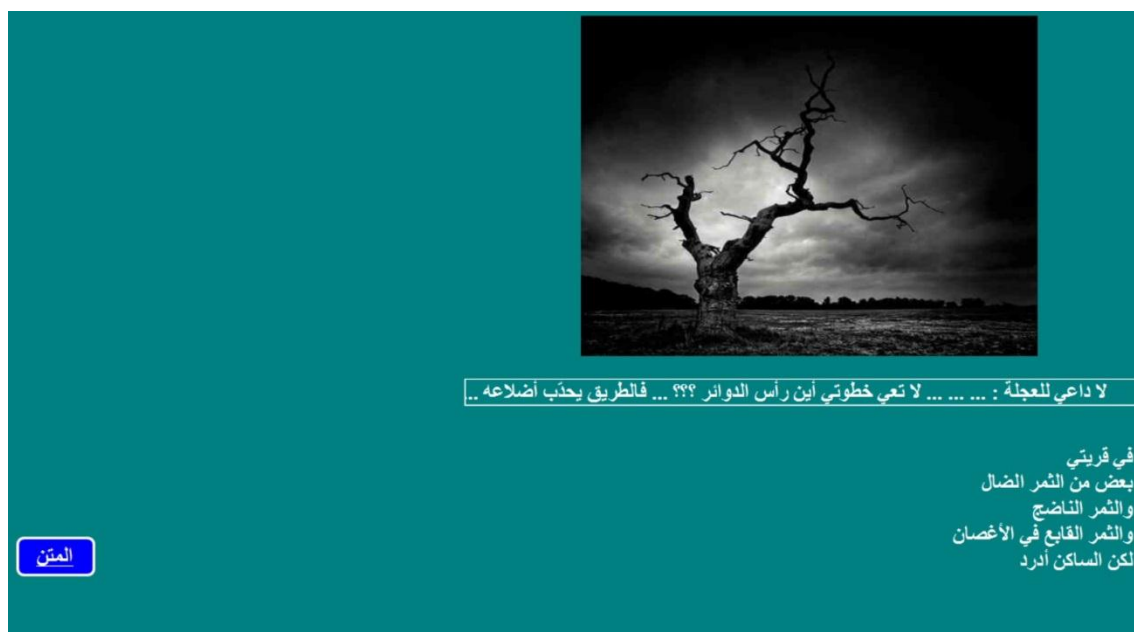 لا داعي للعجلة : ... ... ... لا تعي خطوتي أين رأس الدوائر ؟؟؟ ... فالطريق يحدّب أضلاعه ..
في قريتي
بعض من الثمر الضال
والثمر الناضج
والثمر القابع في الأغصان
لكن الساكن أدرد
المتن